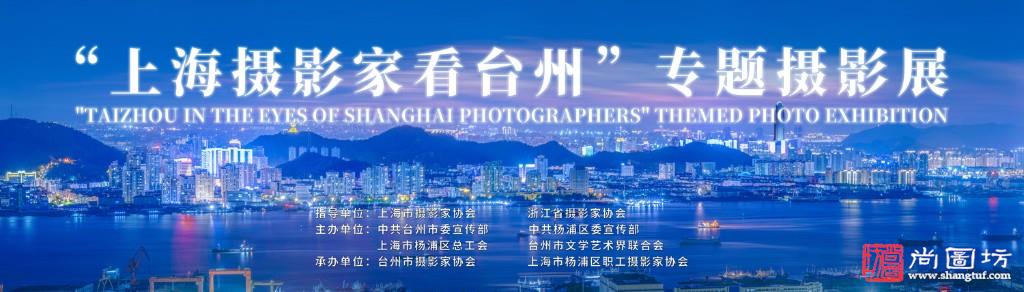 “上海摄影家看台州”专题摄影展
"TAIZHOU IN THE EYES OF SHANGHAI PHOTOGRAPHERS" THEMED PHOTO EXHIBITION
指导单位：上海市摄影家协会 浙江省摄影家协会
主办单位：中共台州市委宣传部 中共杨浦区委宣传部
上海市杨浦区总工会 台州市文学艺术界联合会
承办单位：台州市摄影家协会 上海市杨浦区职工摄影家协会
尚圖坊
www.shangtuf.com